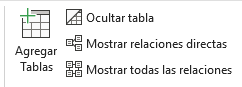 Agregar
Tablas
Ocultar tabla
Mostrar relaciones directas
Mostrar todas las relaciones